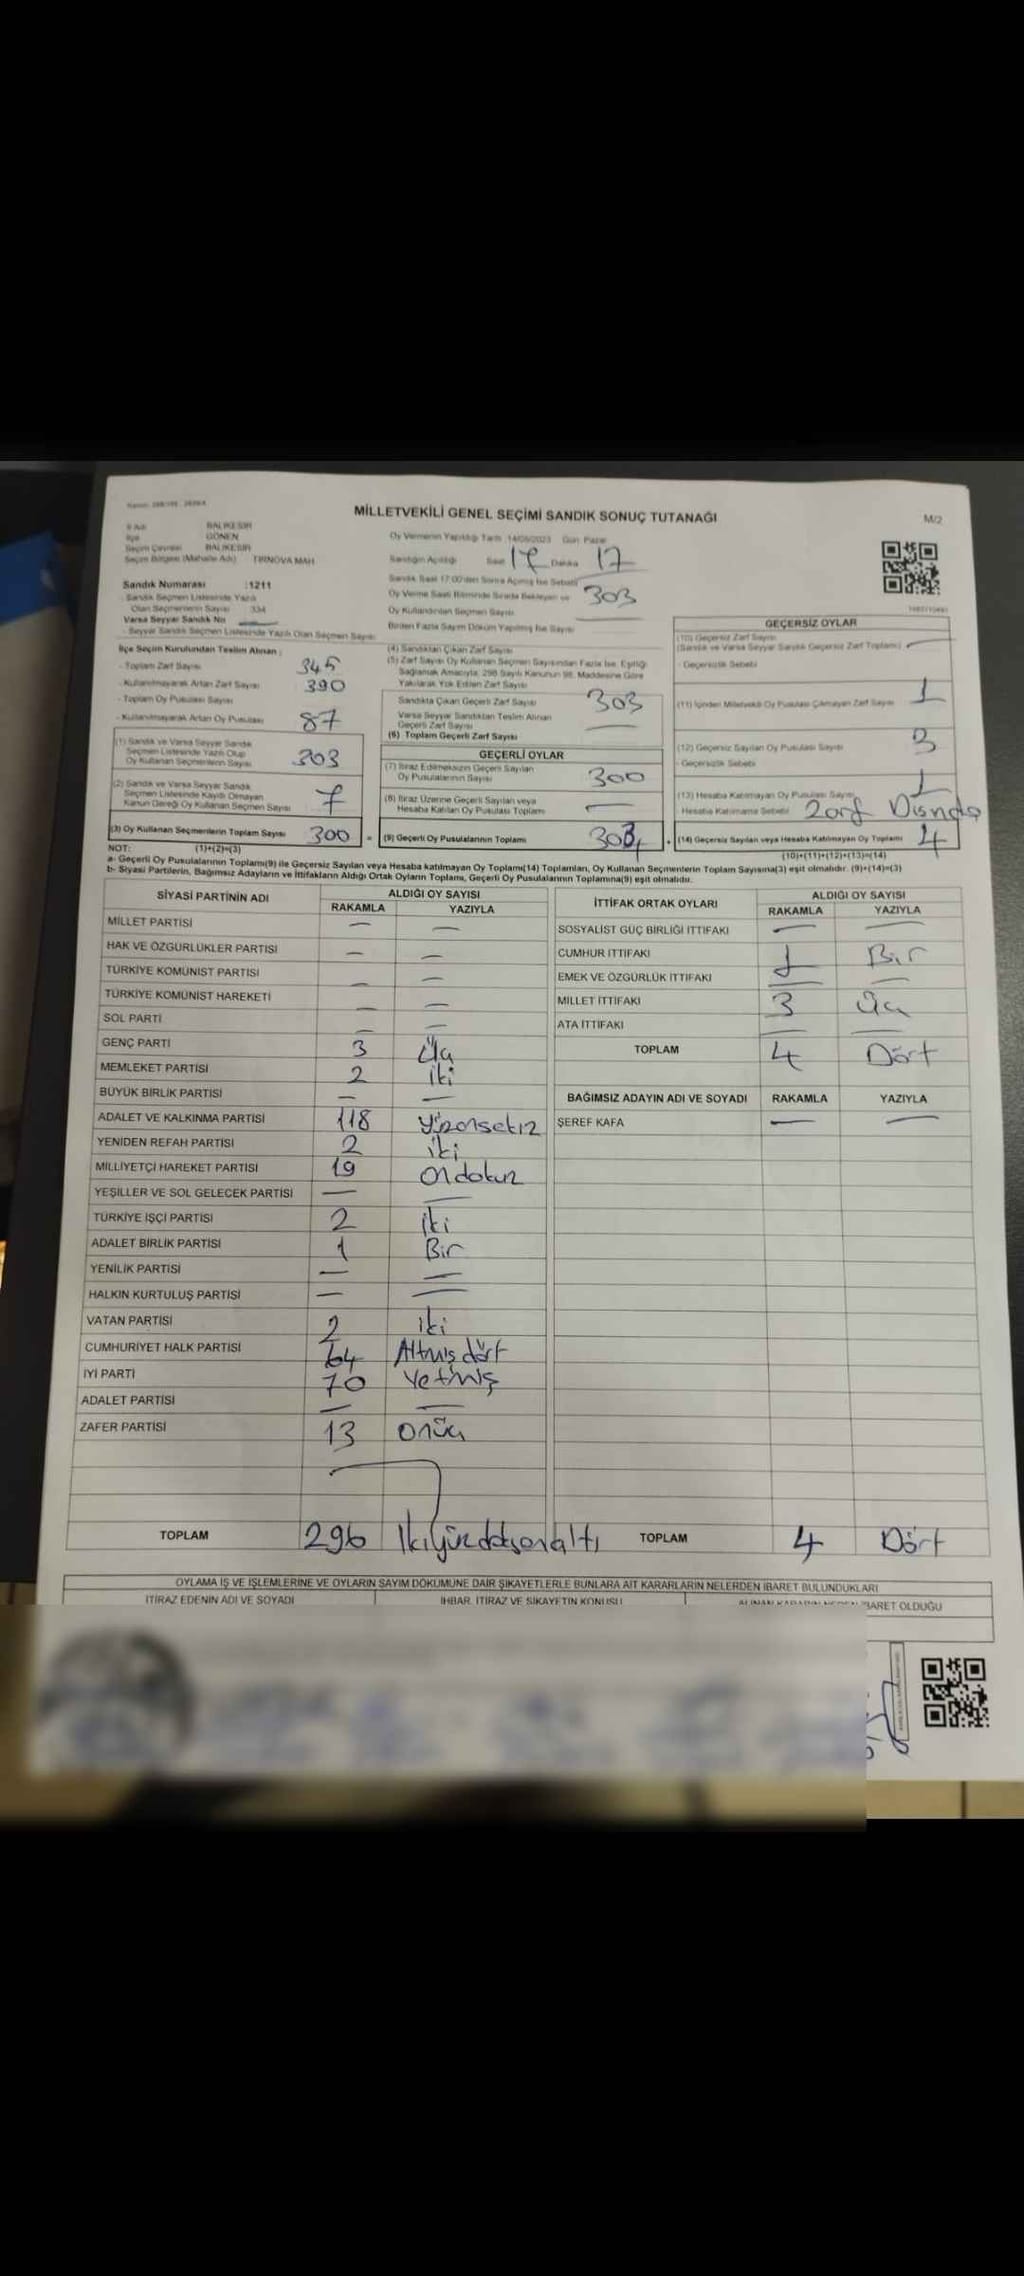 MİLLETVEKİLİ GENEL SEÇİMİ SANDIK SONUÇ TUTANAĞI
M/2
İl Adı BALIKESİR
İlçe GÖNEN
Seçim Çevresi BALIKESİR
Seçim Bölgesi (Mahalle Adı) TIRNOVA MAH
Oy Vermenin Yapıldığı Tarih 14/05/2023 Gün Pazar
Sandığın Açıldığı Saat 17 Dakika 17
Sandık Saat 17:00'den Sonra Açılmış İse Sebebi
Oy Verme Saati Bitiminde Sırada Bekleyen ve 303
Oy Kullandırılan Seçmen Sayısı
Birden Fazla Sayım Döküm Yapılmış İse Sayısı
Sandık Numarası :1211
Sandık Seçmen Listesinde Yazılı
Olan Seçmenlerin Sayısı 334
Varsa Seyyar Sandık No
Seyyar Sandık Seçmen Listesinde Yazılı Olan Seçmen Sayısı
İlçe Seçim Kurulundan Teslim Alınan :
- Toplam Zarf Sayısı 345
- Kullanılmayarak Artan Zarf Sayısı 390
- Toplam Oy Pusulası Sayısı
- Kullanılmayarak Artan Oy Pusulası 87
(1) Sandık ve Varsa Seyyar Sandık
Seçmen Listesinde Yazılı Olup
Oy Kullanan Seçmenlerin Sayısı 303
(2) Sandık ve Varsa Seyyar Sandık
Seçmen Listesinde Kayıtlı Olmayan
Kanun Gereği Oy Kullanan Seçmen Sayısı 7
(3) Oy Kullanan Seçmenlerin Toplam Sayısı 300 =
(4) Sandıktan Çıkan Zarf Sayısı
(5) Zarf Sayısı Oy Kullanan Seçmen Sayısından Fazla İse, Eşitliği
Sağlamak Amacıyla, 298 Sayılı Kanunun 98. Maddesine Göre
Yakılarak Yok Edilen Zarf Sayısı
Sandıkta Çıkan Geçerli Zarf Sayısı 303
Varsa Seyyar Sandıktan Teslim Alınan
Geçerli Zarf Sayısı
(6) Toplam Geçerli Zarf Sayısı
GEÇERLİ OYLAR
(7) İtiraz Edilmeksizin Geçerli Sayılan
Oy Pusulalarının Sayısı 300
(8) İtiraz Üzerine Geçerli Sayılan veya
Hesaba Katılan Oy Pusulası Toplamı
(9) Geçerli Oy Pusulalarının Toplamı +
GEÇERSİZ OYLAR
(10) Geçersiz Zarf Sayısı
(Sandık ve Varsa Seyyar Sandık Geçersiz Zarf Toplamı)
- Geçersizlik Sebebi
(11) İçinden Milletvekili Oy Pusulası Çıkmayan Zarf Sayısı 1
(12) Geçersiz Sayılan Oy Pusulası Sayısı 3
- Geçersizlik Sebebi
(13) Hesaba Katılmayan Oy Pusulası Sayısı 1
Hesaba Katılmama Sebebi Zarf Dışında
(14) Geçersiz Sayılan veya Hesaba Katılmayan Oy Toplamı 4
NOT: (1)+(2)=(3)
(10)+(11)+(12)+(13)=(14)
a- Geçerli Oy Pusulalarının Toplamı(9) ile Geçersiz Sayılan veya Hesaba katılmayan Oy Toplamı(14) Toplamları, Oy Kullanan Seçmenlerin Toplam Sayısına(3) eşit olmalıdır. (9)+(14)=(3)
b- Siyasi Partilerin, Bağımsız Adayların ve İttifakların Aldığı Ortak Oyların Toplamı, Geçerli Oy Pusulalarının Toplamına(9) eşit olmalıdır.
SİYASİ PARTİNİN ADI ALDIĞI OY SAYISI
RAKAMLA YAZIYLA
MİLLET PARTİSİ — —
HAK VE ÖZGÜRLÜKLER PARTİSİ — —
TÜRKİYE KOMÜNİST PARTİSİ — —
TÜRKİYE KOMÜNİST HAREKETİ — —
SOL PARTİ — —
GENÇ PARTİ 3 Üç
MEMLEKET PARTİSİ 2 iki
BÜYÜK BİRLİK PARTİSİ — —
ADALET VE KALKINMA PARTİSİ 118 Yüzonsekiz
YENİDEN REFAH PARTİSİ 2 iki
MİLLİYETÇİ HAREKET PARTİSİ 19 Ondokuz
YEŞİLLER VE SOL GELECEK PARTİSİ — —
TÜRKİYE İŞÇİ PARTİSİ 2 iki
ADALET BİRLİK PARTİSİ 1 Bir
YENİLİK PARTİSİ — —
HALKIN KURTULUŞ PARTİSİ — —
VATAN PARTİSİ 2 iki
CUMHURİYET HALK PARTİSİ 64 Altmış dört
İYİ PARTİ 70 Yetmiş
ADALET PARTİSİ — —
ZAFER PARTİSİ 13 onüç
TOPLAM 296 İkiyüzdoksanaltı
İTTİFAK ORTAK OYLARI ALDIĞI OY SAYISI
RAKAMLA YAZIYLA
SOSYALİST GÜÇ BİRLİĞİ İTTİFAKI — —
CUMHUR İTTİFAKI 1 Bir
EMEK VE ÖZGÜRLÜK İTTİFAKI — —
MİLLET İTTİFAKI 3 Üç
ATA İTTİFAKI — —
TOPLAM 4 Dört
BAĞIMSIZ ADAYIN ADI VE SOYADI RAKAMLA YAZIYLA
ŞEREF KAFA — —
TOPLAM 4 Dört
OYLAMA İŞ VE İŞLEMLERİNE VE OYLARIN SAYIM DÖKÜMÜNE DAİR ŞİKAYETLERLE BUNLARA AİT KARARLARIN NELERDEN İBARET BULUNDUKLARI
İTİRAZ EDENİN ADI VE SOYADI İHBAR, İTİRAZ VE ŞİKAYETİN KONUSU ALINAN KARARIN NEDEN İBARET OLDUĞU